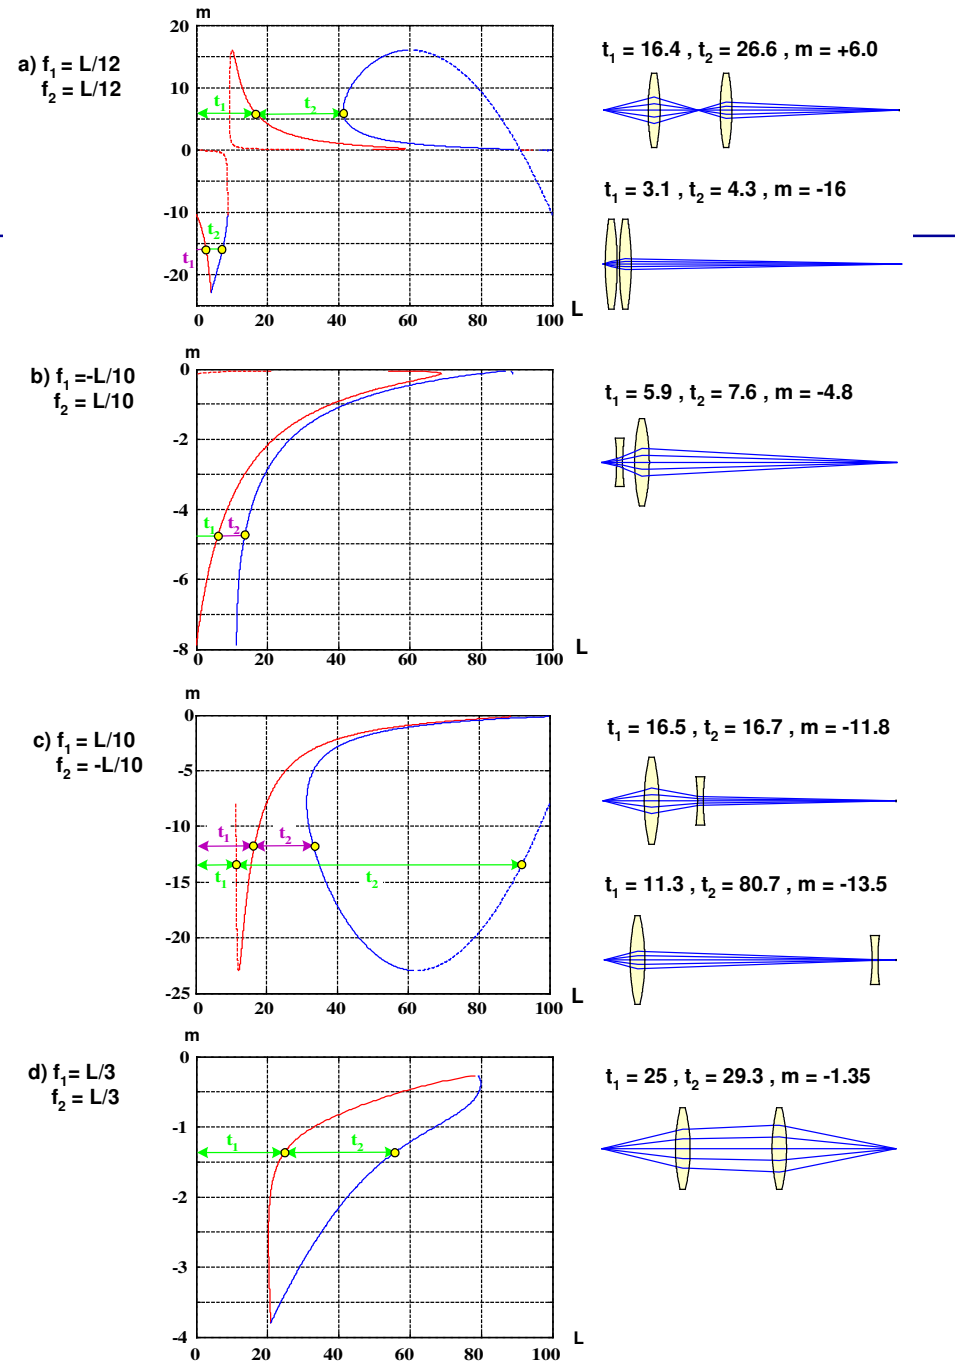 m
20
10
0
-10
-20
0 20 40 60 80 100
L
a) f1 = L/12
f2 = L/12
t1
t2
t2
t1
t1 = 16.4 , t2 = 26.6 , m = +6.0
t1 = 3.1 , t2 = 4.3 , m = -16
m
b) f1 =-L/10
f2 = L/10
0
-2
-4
-6
-8
0 20 40 60 80 100
L
t1 t2
t1 = 5.9 , t2 = 7.6 , m = -4.8
m
c) f1 = L/10
f2 = -L/10
0
-5
-10
-15
-20
-25
0 20 40 60 80 100
L
t1 t2
t1 t2
t1 = 16.5 , t2 = 16.7 , m = -11.8
t1 = 11.3 , t2 = 80.7 , m = -13.5
m
d) f1= L/3
f2 = L/3
0
-1
-2
-3
-4
0 20 40 60 80 100
L
t1 t2
t1 = 25 , t2 = 29.3 , m = -1.35